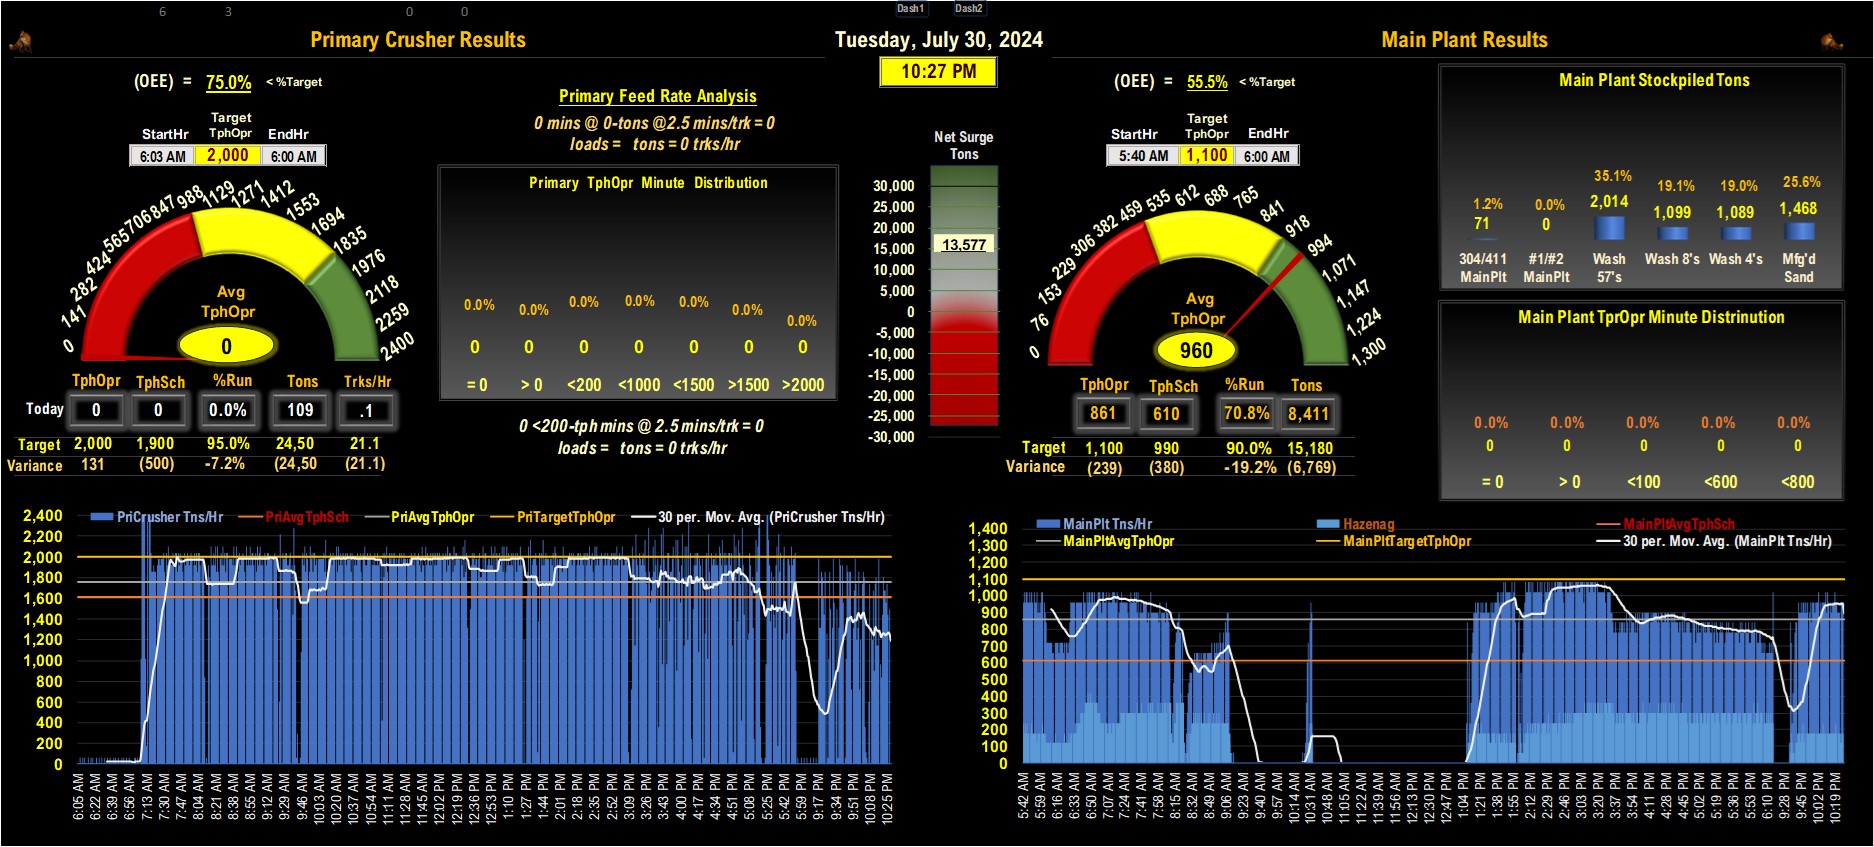 6 3 0 0 Dash1 Dash2
Primary Crusher Results
Tuesday, July 30, 2024
Main Plant Results
10:27 PM
(OEE) = 75.0% < %Target
Target
StartHr TphOpr EndHr
6:03 AM 2,000 6:00 AM
0 141 282 424 565 706 847 988 1129 1271 1412 1553 1694 1835 1976 2118 2259 2400
Avg
TphOpr
0
TphOpr TphSch %Run Tons Trks/Hr
Today 0 0 0.0% 109 .1
Target 2,000 1,900 95.0% 24,50 21.1
Variance 131 (500) -7.2% (24,50 (21.1)
Primary Feed Rate Analysis
0 mins @ 0-tons @2.5 mins/trk = 0
loads = tons = 0 trks/hr
Primary TphOpr Minute Distribution
0.0% 0.0% 0.0% 0.0% 0.0% 0.0% 0.0%
0 0 0 0 0 0 0
= 0 > 0 <200 <1000 <1500 >1500 >2000
0 <200-tph mins @ 2.5 mins/trk = 0
loads = tons = 0 trks/hr
Net Surge
Tons
30,000
25,000
20,000
15,000
13,577
10,000
5,000
0
-5,000
-10,000
-15,000
-20,000
-25,000
-30,000
(OEE) = 55.5% < %Target
Target
StartHr TphOpr EndHr
5:40 AM 1,100 6:00 AM
0 76 153 229 306 382 459 535 612 688 765 841 918 994 1,071 1,147 1,224 1,300
Avg
TphOpr
960
TphOpr TphSch %Run Tons
861 610 70.8% 8,411
Target 1,100 990 90.0% 15,180
Variance (239) (380) -19.2% (6,769)
Main Plant Stockpiled Tons
1.2% 0.0% 35.1% 19.1% 19.0% 25.6%
71 0 2,014 1,099 1,089 1,468
304/411 #1/#2 Wash Wash 8's Wash 4's Mfg'd
MainPlt MainPlt 57's Sand
Main Plant TprOpr Minute Distrinution
0.0% 0.0% 0.0% 0.0% 0.0%
0 0 0 0 0
= 0 > 0 <100 <600 <800
PriCrusher Tns/Hr PriAvgTphSch PriAvgTphOpr PriTargetTphOpr 30 per. Mov. Avg. (PriCrusher Tns/Hr)
2,400
2,200
2,000
1,800
1,600
1,400
1,200
1,000
800
600
400
200
0
6:05 AM 6:22 AM 6:39 AM 6:56 AM 7:13 AM 7:30 AM 7:47 AM 8:04 AM 8:21 AM 8:38 AM 8:55 AM 9:12 AM 9:29 AM 9:46 AM 10:03 AM 10:20 AM 10:37 AM 10:54 AM 11:11 AM 11:28 AM 11:45 AM 12:02 PM 12:19 PM 12:36 PM 12:53 PM 1:10 PM 1:27 PM 1:44 PM 2:01 PM 2:18 PM 2:35 PM 2:52 PM 3:09 PM 3:26 PM 3:43 PM 4:00 PM 4:17 PM 4:34 PM 4:51 PM 5:08 PM 5:25 PM 5:42 PM 5:59 PM 9:17 PM 9:34 PM 9:51 PM 10:08 PM 10:25 PM
MainPlt Tns/Hr Hazenag MainPltAvgTphSch
MainPltAvgTphOpr MainPltTargetTphOpr 30 per. Mov. Avg. (MainPlt Tns/Hr)
1,400
1,300
1,200
1,100
1,000
900
800
700
600
500
400
300
200
100
0
5:42 AM 5:59 AM 6:16 AM 6:33 AM 6:50 AM 7:07 AM 7:24 AM 7:41 AM 7:58 AM 8:15 AM 8:32 AM 8:49 AM 9:06 AM 9:23 AM 9:40 AM 9:57 AM 10:14 AM 10:31 AM 10:48 AM 11:05 AM 11:22 AM 11:39 AM 11:56 AM 12:13 PM 12:30 PM 12:47 PM 1:04 PM 1:21 PM 1:38 PM 1:55 PM 2:12 PM 2:29 PM 2:46 PM 3:03 PM 3:20 PM 3:37 PM 3:54 PM 4:11 PM 4:28 PM 4:45 PM 5:02 PM 5:19 PM 5:36 PM 5:53 PM 6:10 PM 9:28 PM 9:45 PM 10:02 PM 10:19 PM